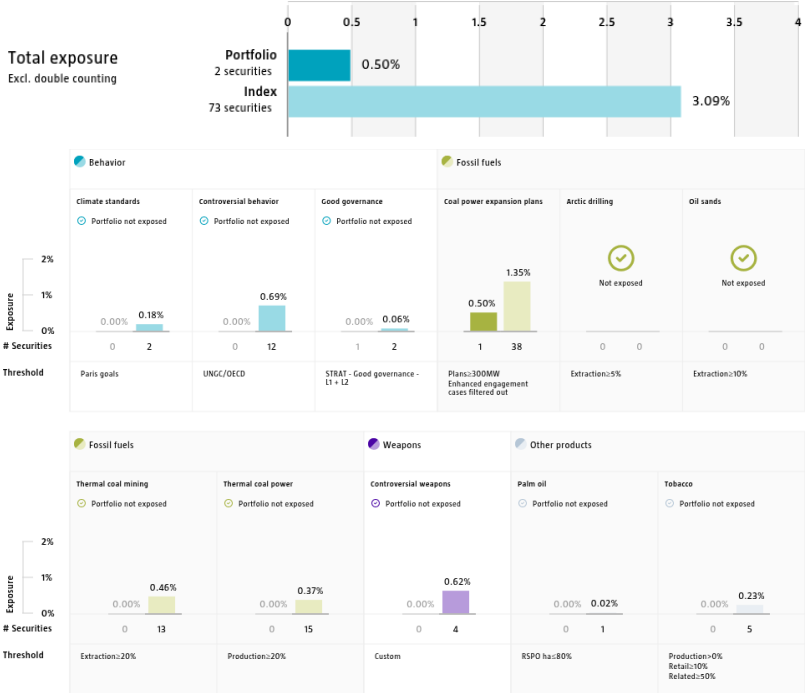 0 0.5 1 1.5 2 2.5 3 3.5 4
Total exposure
Excl. double counting
Portfolio
2 securities
0.50%
Index
73 securities
3.09%
Behavior
Fossil fuels
Climate standards
Controversial behavior
Good governance
Coal power expansion plans
Arctic drilling
Oil sands
Portfolio not exposed
Portfolio not exposed
Portfolio not exposed
Not exposed
Not exposed
Exposure
2%
1%
0%
0.00% 0.18%
0.00% 0.69%
0.00% 0.06%
0.50% 1.35%
# Securities
0 2
0 12
1 2
1 38
0 0
0 0
Threshold
Paris goals
UNGC/OECD
STRAT - Good governance -
L1 + L2
Plans≥300MW
Enhanced engagement
cases filtered out
Extraction≥5%
Extraction≥10%
Fossil fuels
Weapons
Other products
Thermal coal mining
Thermal coal power
Controversial weapons
Palm oil
Tobacco
Portfolio not exposed
Portfolio not exposed
Portfolio not exposed
Portfolio not exposed
Portfolio not exposed
Exposure
2%
1%
0%
0.00% 0.46%
0.00% 0.37%
0.00% 0.62%
0.00% 0.02%
0.00% 0.23%
# Securities
0 13
0 15
0 4
0 1
0 5
Threshold
Extraction≥20%
Production≥20%
Custom
RSPO ha≤80%
Production>0%
Retail≥10%
Related≥50%